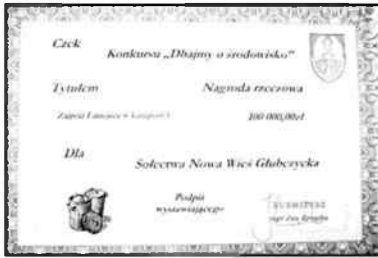 Czek
Konkursu „Dbajmy o środowisko”
Tytułem Nagroda rzeczowa
100 000,00zł
Dla
Sołectwa Nowa Wieś Głubczycka
Podpis
wystawiającego